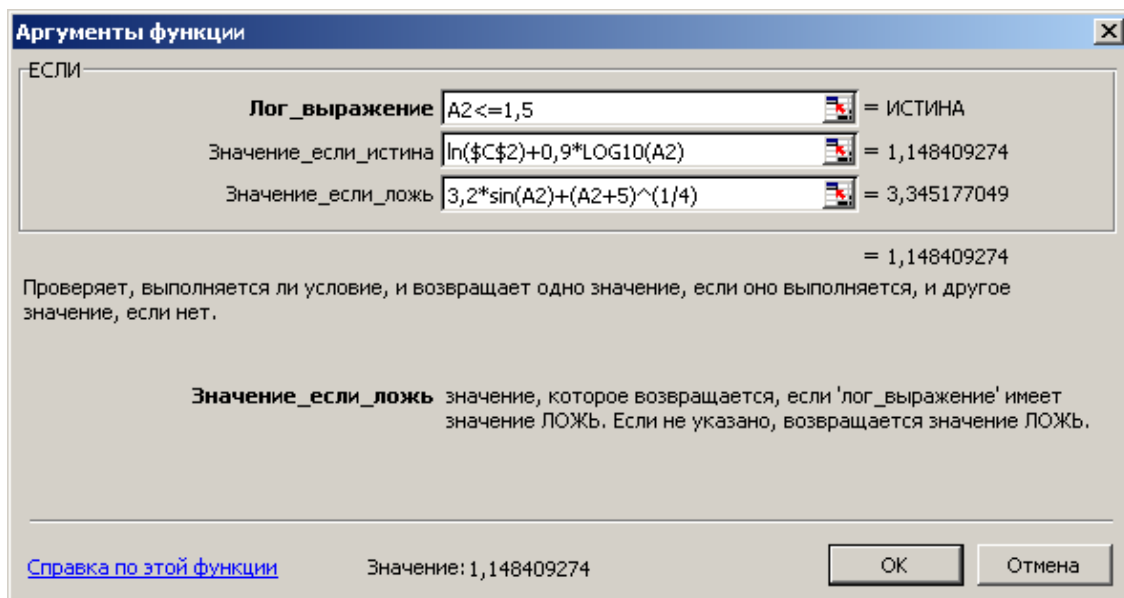 Аргументы функции
ЕСЛИ
Лог_выражение A2<=1,5 = ИСТИНА
Значение_если_истина ln($C$2)+0,9*LOG10(A2) = 1,148409274
Значение_если_ложь 3,2*sin(A2)+(A2+5)^(1/4) = 3,345177049
= 1,148409274
Проверяет, выполняется ли условие, и возвращает одно значение, если оно выполняется, и другое
значение, если нет.
Значение_если_ложь значение, которое возвращается, если 'лог_выражение' имеет
значение ЛОЖЬ. Если не указано, возвращается значение ЛОЖЬ.
Справка по этой функции Значение: 1,148409274 ОК Отмена